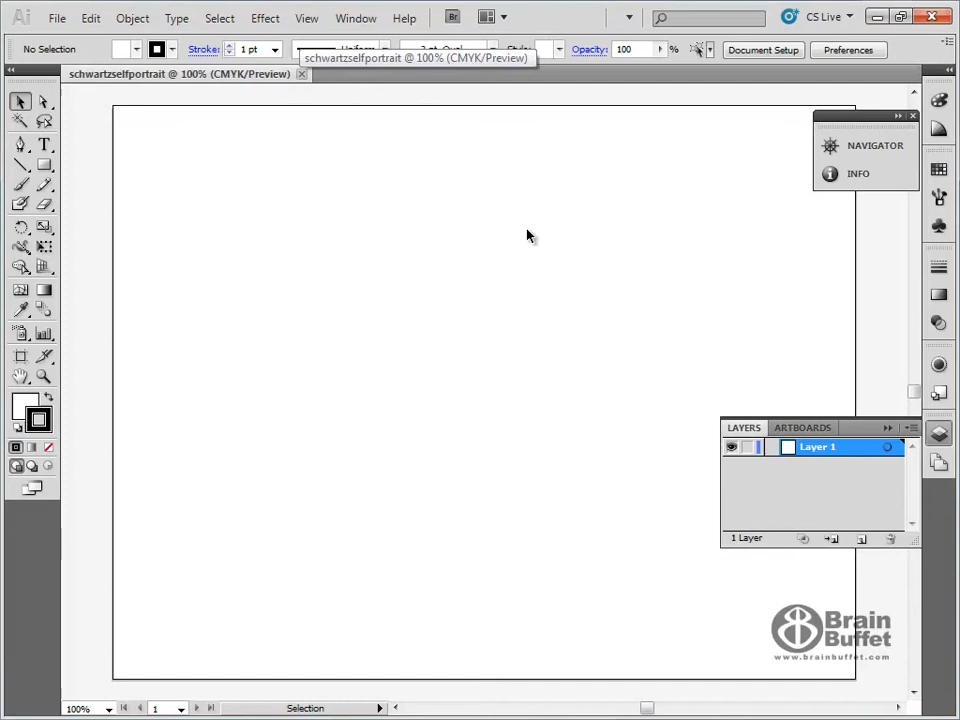 Ai File Edit Object Type Select Effect View Window Help Br CS Live
No Selection Stroke: 1 pt Opacity: 100 % Document Setup Preferences
schwartzselfportrait @ 100% (CMYK/Preview)
schwartzselfportrait @ 100% (CMYK/Preview)
NAVIGATOR
INFO
LAYERS ARTBOARDS
Layer 1
1 Layer
Brain
Buffet
www.brainbuffet.com
100% 1 Selection